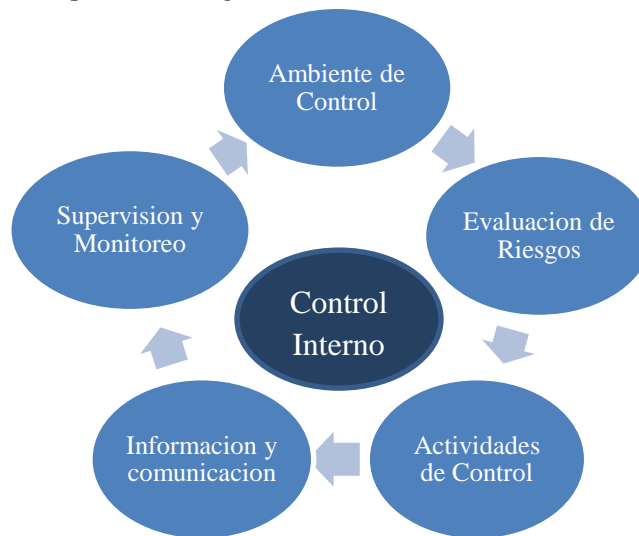 Ambiente de
Control
Evaluacion de
Riesgos
Actividades
de Control
Informacion y
comunicacion
Supervision y
Monitoreo
Control
Interno